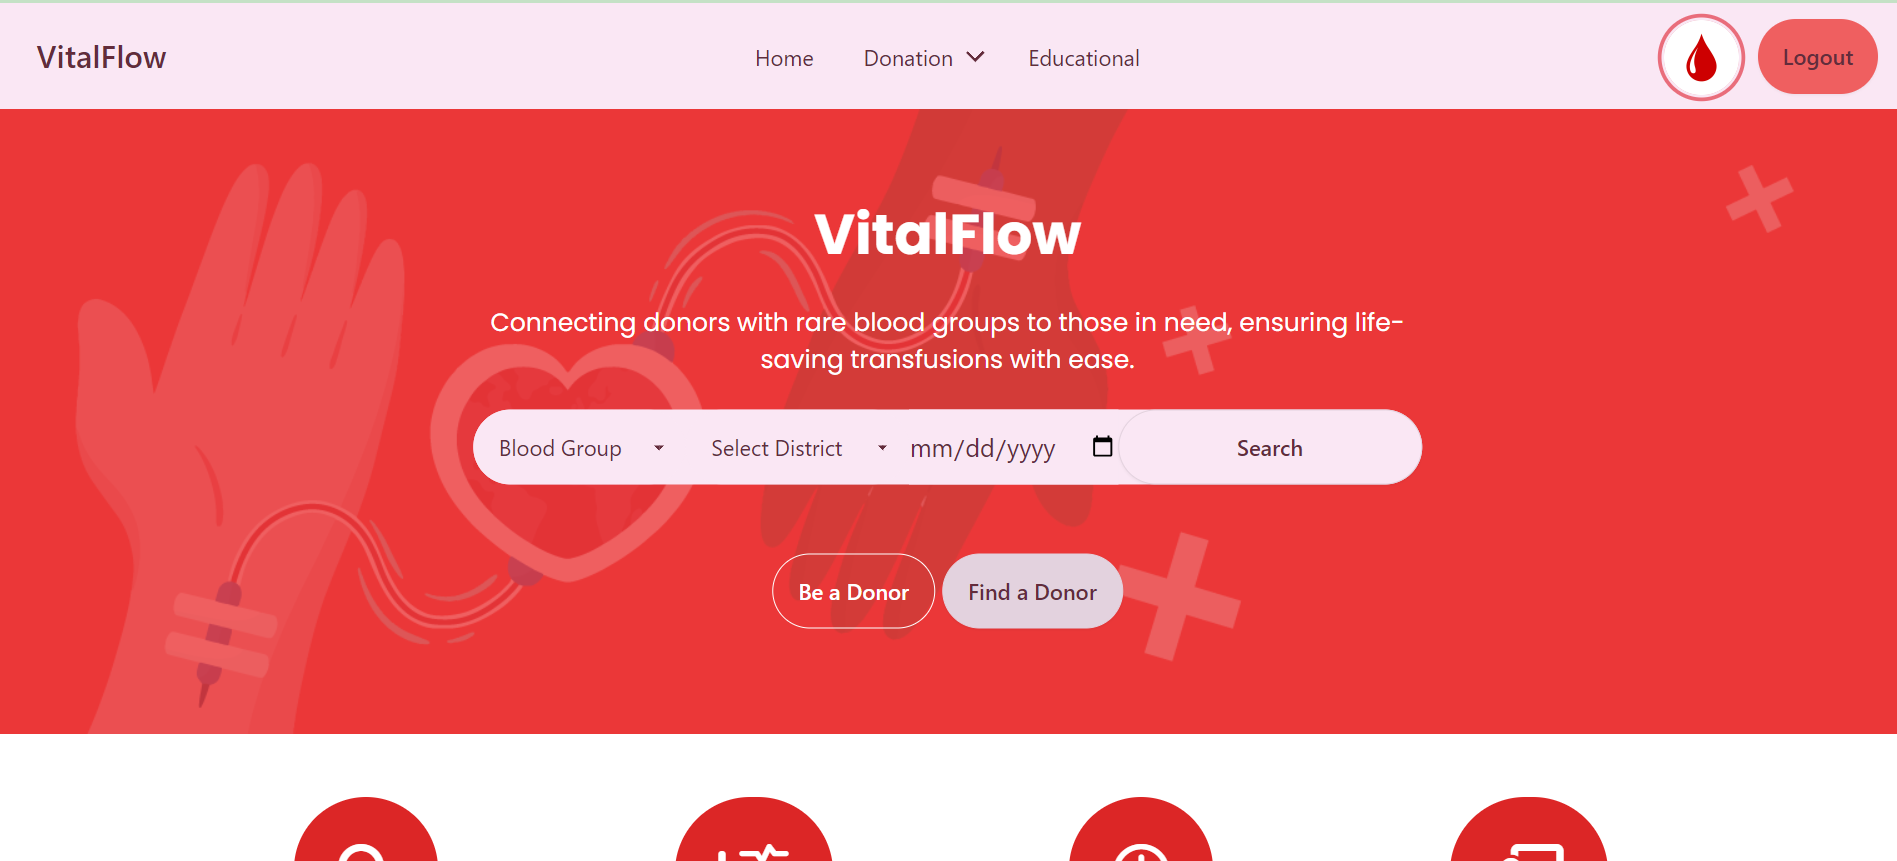 VitalFlow
Home
Donation
Educational
Logout
VitalFlow
Connecting donors with rare blood groups to those in need, ensuring life-
saving transfusions with ease.
Blood Group
Select District
mm/dd/yyyy
Search
Be a Donor
Find a Donor